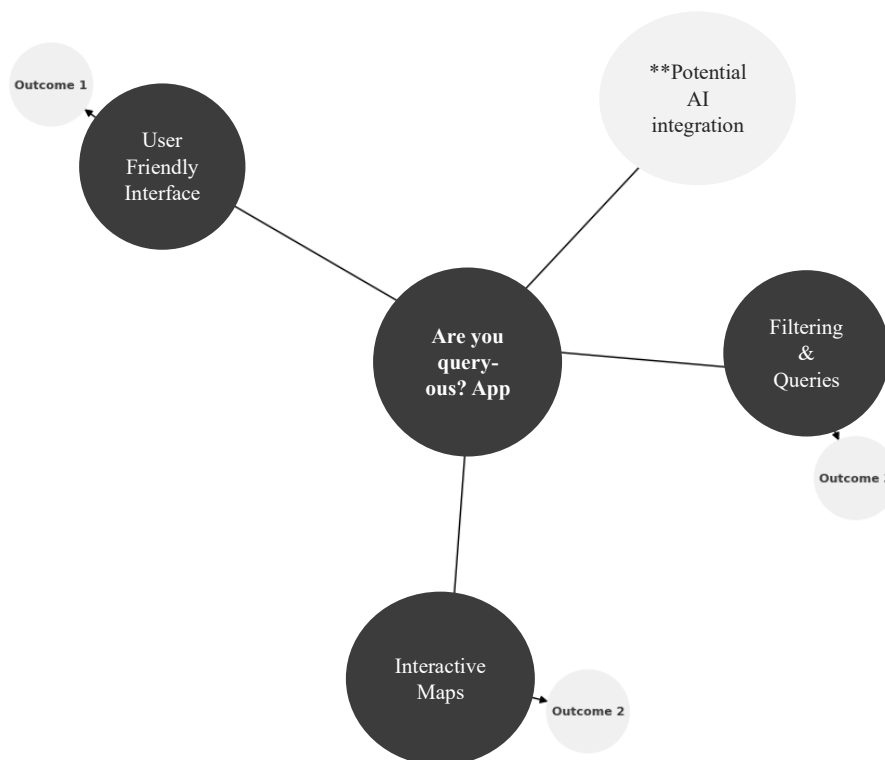 Outcome 1
User
Friendly
Interface
**Potential
AI
integration
Are you
query-
ous? App
Filtering
&
Queries
Outcome
Interactive
Maps
Outcome 2